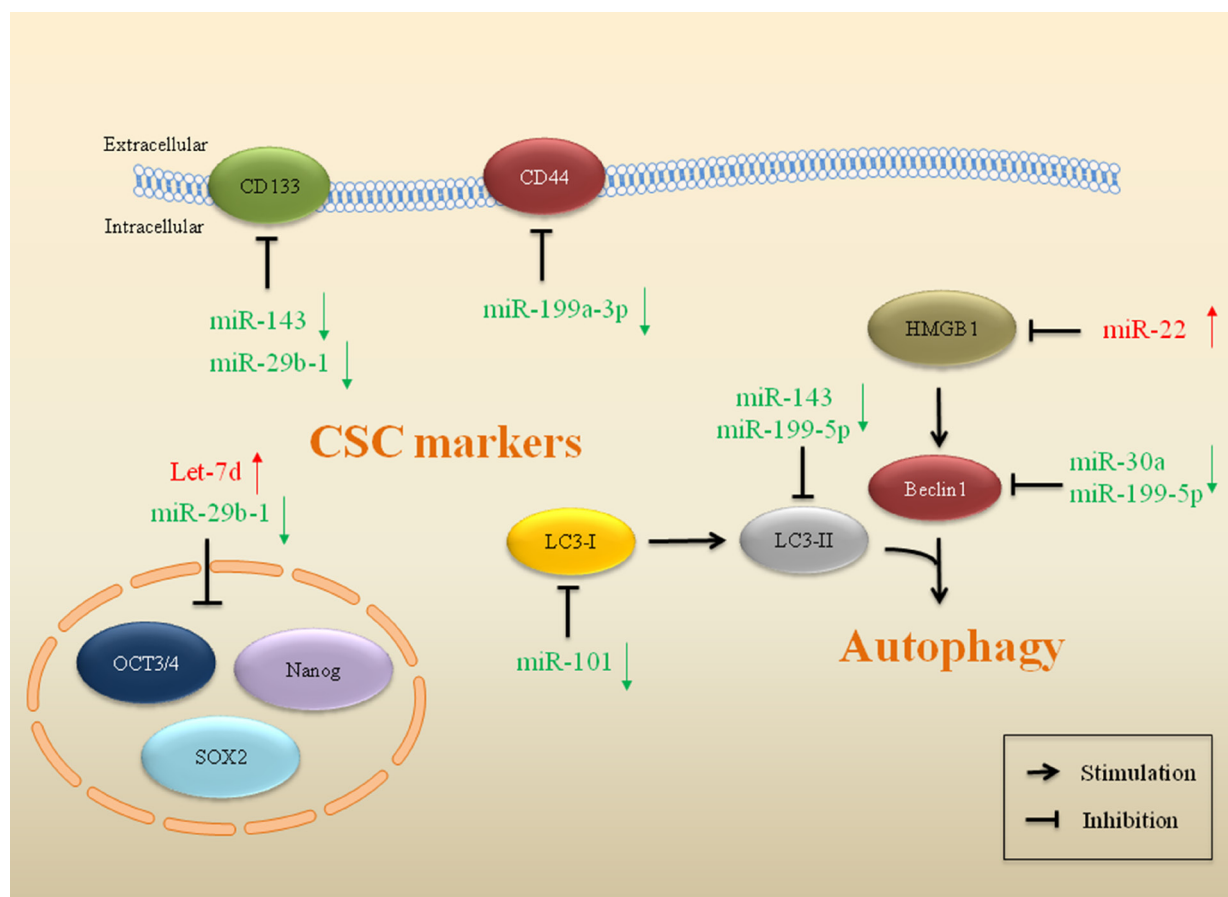 Extracellular
CD133
CD44
Intracellular
miR-143
miR-29b-1
miR-199a-3p
HMGB1
miR-22
miR-143
miR-199-5p
CSC markers
Let-7d
miR-29b-1
Beclin1
miR-30a
miR-199-5p
LC3-I
LC3-II
OCT3/4
Nanog
SOX2
miR-101
Autophagy
Stimulation
Inhibition